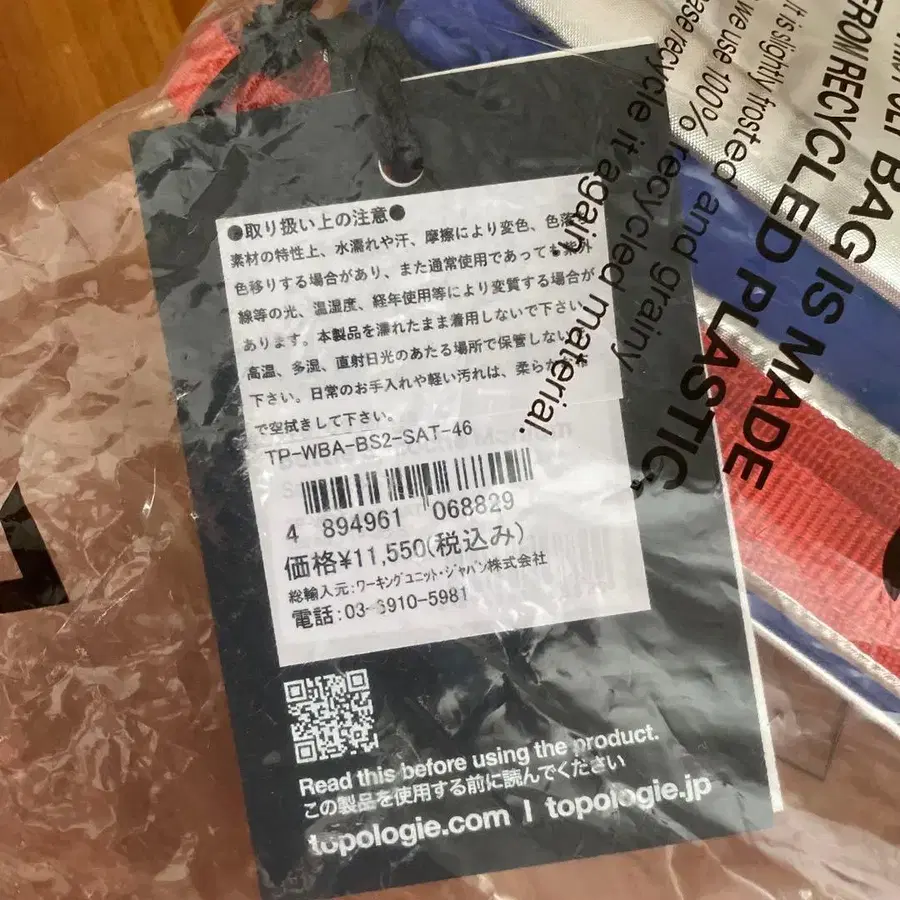 ●取り扱い上の注意●
素材の特性上、水濡れや汗、摩擦により変色、色落
色移りする場合があり、また通常使用であっても紫外
線等の光、温湿度、経年使用等により変質する場合が
あります。本製品を濡れたまま着用しないで下さい。
高温、多湿、直射日光のあたる場所で保管しない
下さい。日常のお手入れや軽い汚れは、柔らか
で空拭きして下さい。
TP-WBA-BS2-SAT-46
4 894961 068829
価格¥11,550(税込み)
総輸入元:ワーキングユニット・ジャパン株式会社
電話:03-6910-5981
Read this before using the product.
この製品を使用する前に読んでください
topologie.com | topologie.jp
BAG IS MADE
FROM RECYCLED PLASTIC.
It is slightly frosted and grainy
we use 100% recycled material.
ase recycle it again.